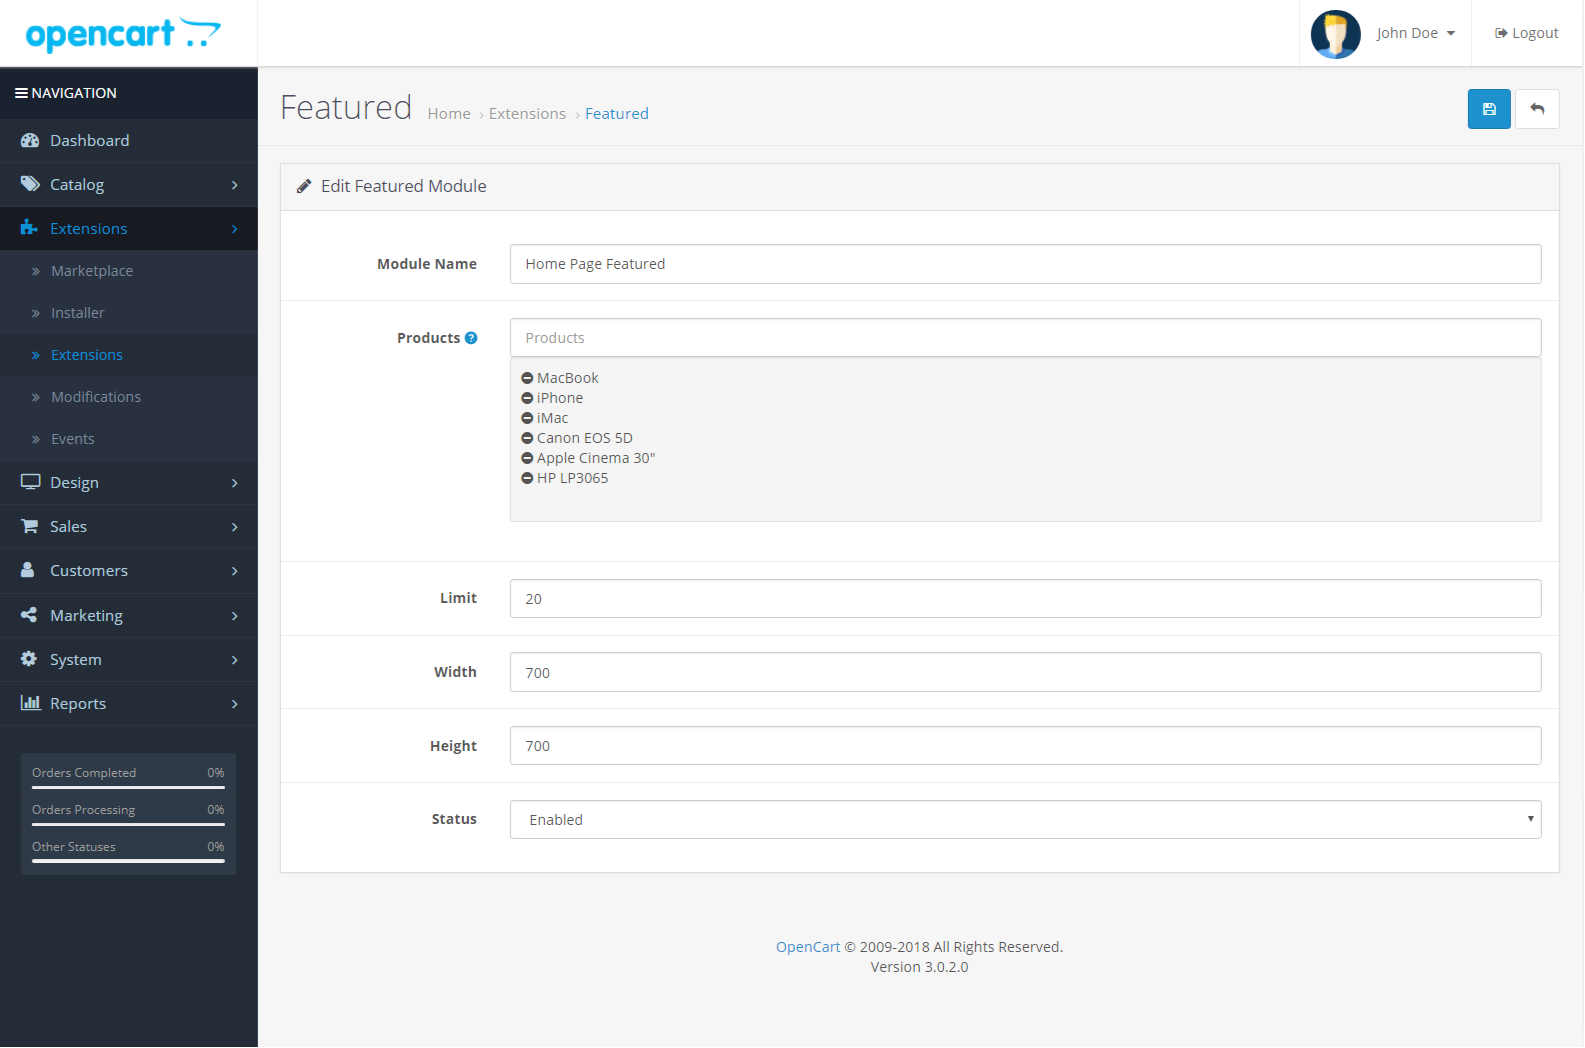 opencart
John Doe
Logout
NAVIGATION
Dashboard
Catalog
Extensions
Marketplace
Installer
Extensions
Modifications
Events
Design
Sales
Customers
Marketing
System
Reports
Orders Completed 0%
Orders Processing 0%
Other Statuses 0%
Featured Home › Extensions › Featured
Edit Featured Module
Module Name Home Page Featured
Products ? Products
MacBook
iPhone
iMac
Canon EOS 5D
Apple Cinema 30"
HP LP3065
Limit 20
Width 700
Height 700
Status Enabled
OpenCart © 2009-2018 All Rights Reserved.
Version 3.0.2.0